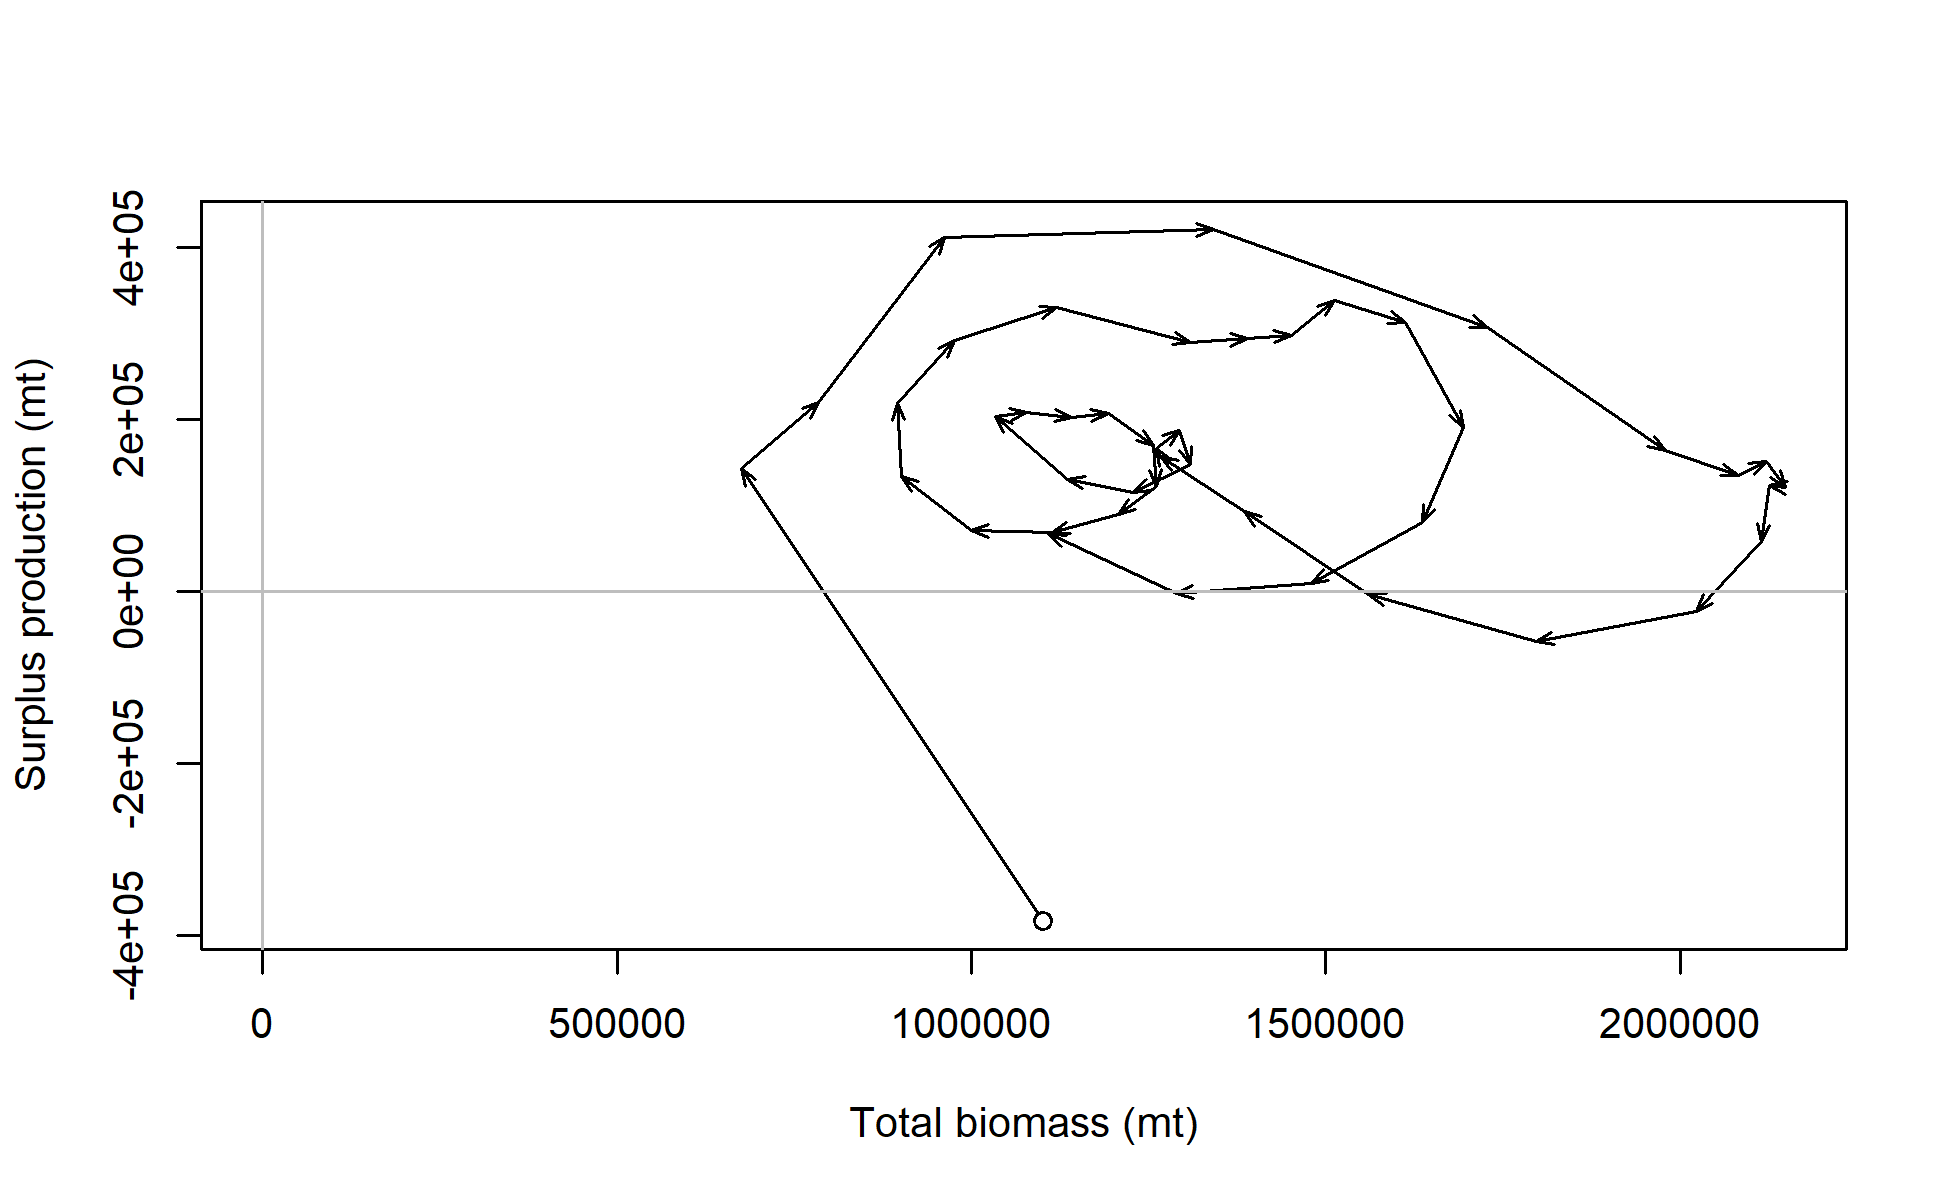 Surplus production (mt)
4e+05
2e+05
0e+00
-2e+05
-4e+05
0 500000 1000000 1500000 2000000
Total biomass (mt)